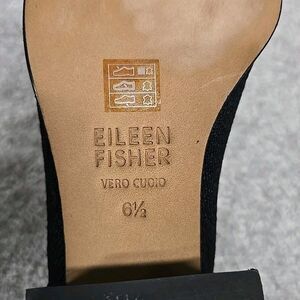 EILEEN
FISHER
VERO CUOIO
6½